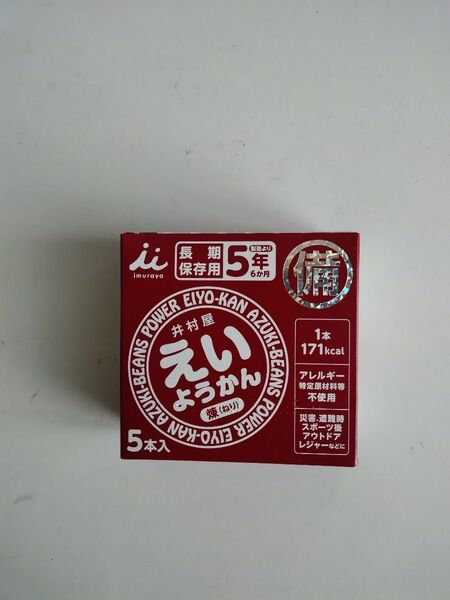 imuraya
長期
保存用
製造より
5年
6か月
備
AZUKI-BEANS POWER EIYO-KAN AZUKI-BEANS POWER EIYO-KAN
井村屋
えい
ようかん
煉〈ねり〉
5本入
1本
171kcal
アレルギー
特定原材料等
不使用
災害、遭難時
スポーツ後
アウトドア
レジャーなどに